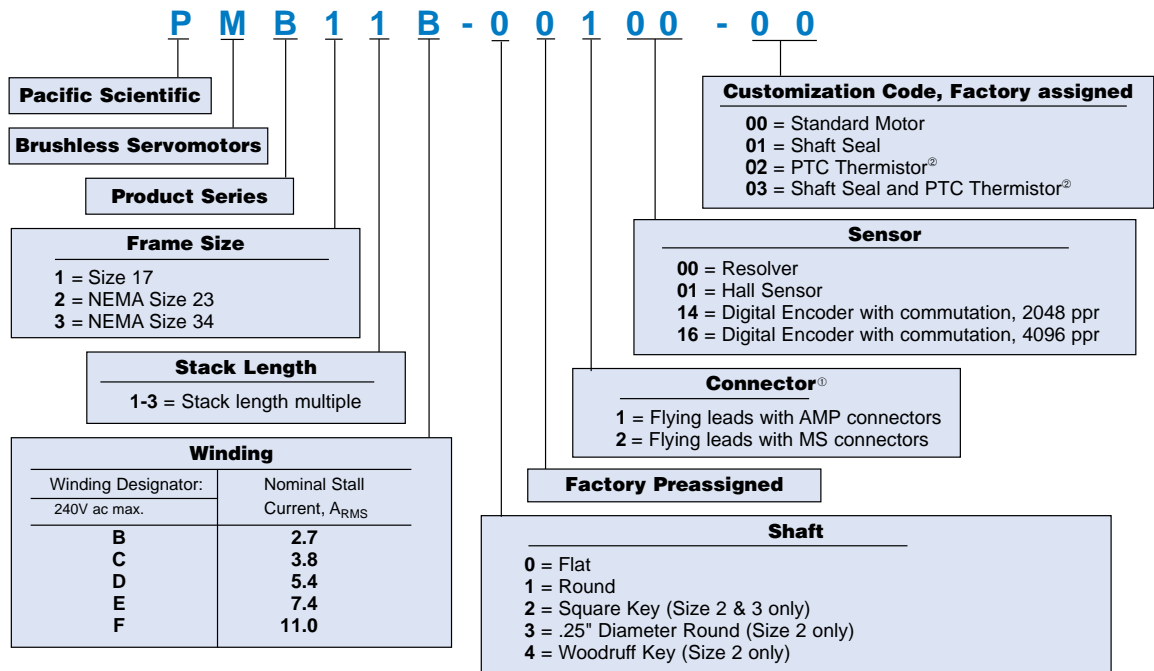 P M B 1 1 B - 0 0 1 0 0 - 0 0
Pacific Scientific
Brushless Servomotors
Product Series
Frame Size
1 = Size 17
2 = NEMA Size 23
3 = NEMA Size 34
Stack Length
1-3 = Stack length multiple
Winding
Winding Designator: Nominal Stall
240V ac max. Current, ARMS
B 2.7
C 3.8
D 5.4
E 7.4
F 11.0
Customization Code, Factory assigned
00 = Standard Motor
01 = Shaft Seal
02 = PTC Thermistor②
03 = Shaft Seal and PTC Thermistor②
Sensor
00 = Resolver
01 = Hall Sensor
14 = Digital Encoder with commutation, 2048 ppr
16 = Digital Encoder with commutation, 4096 ppr
Connector①
1 = Flying leads with AMP connectors
2 = Flying leads with MS connectors
Factory Preassigned
Shaft
0 = Flat
1 = Round
2 = Square Key (Size 2 & 3 only)
3 = .25" Diameter Round (Size 2 only)
4 = Woodruff Key (Size 2 only)